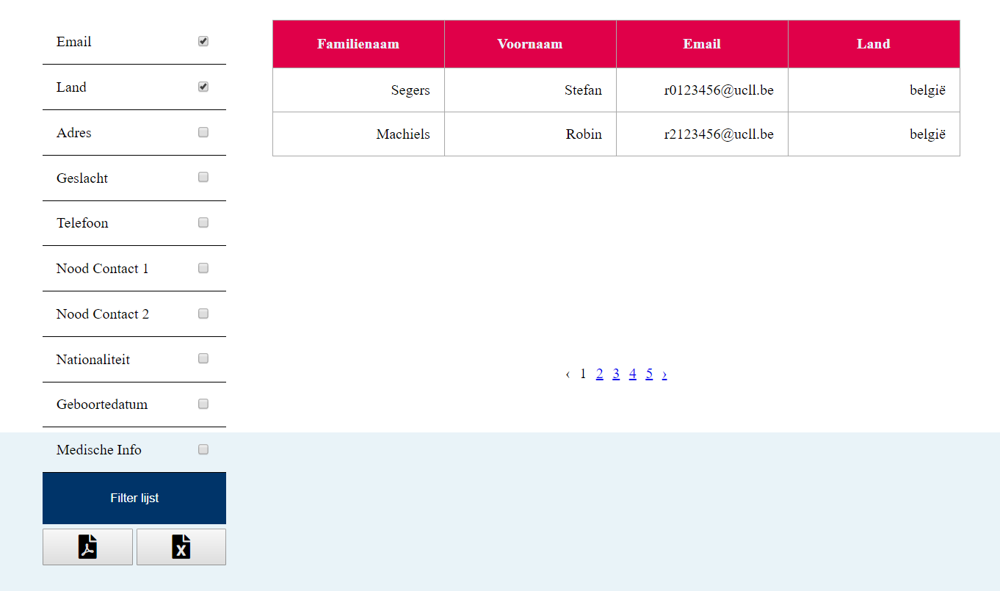 Email
Land
Adres
Geslacht
Telefoon
Nood Contact 1
Nood Contact 2
Nationaliteit
Geboortedatum
Medische Info
Filter lijst
Familienaam Voornaam Email Land
Segers Stefan r0123456@ucll.be belgië
Machiels Robin r2123456@ucll.be belgië
‹ 1 2 3 4 5 ›